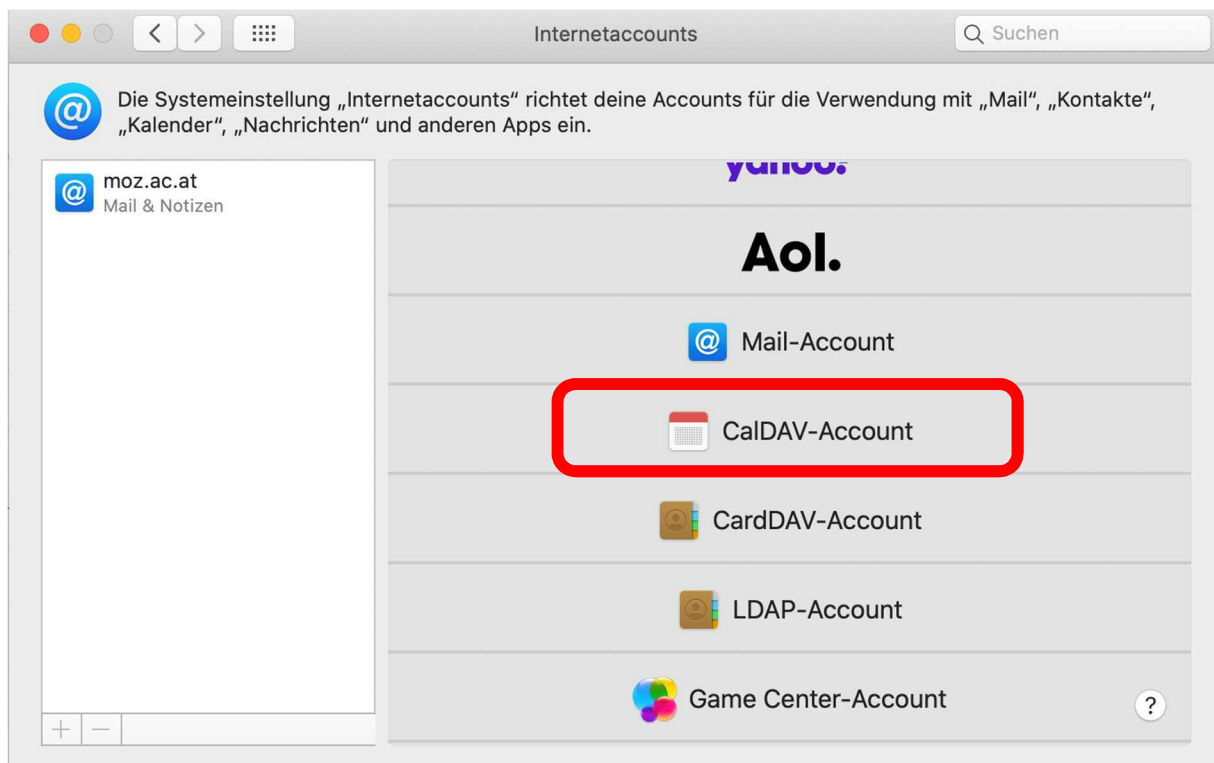 Internetaccounts
Suchen
Die Systemeinstellung „Internetaccounts“ richtet deine Accounts für die Verwendung mit „Mail“, „Kontakte“,
„Kalender“, „Nachrichten“ und anderen Apps ein.
moz.ac.at
Mail & Notizen
yahoo!
Aol.
Mail-Account
CalDAV-Account
CardDAV-Account
LDAP-Account
Game Center-Account
?